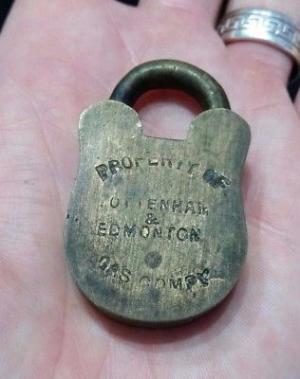 PROPERTY OF
TOTTENHAM
&
EDMONTON
GAS COMPY